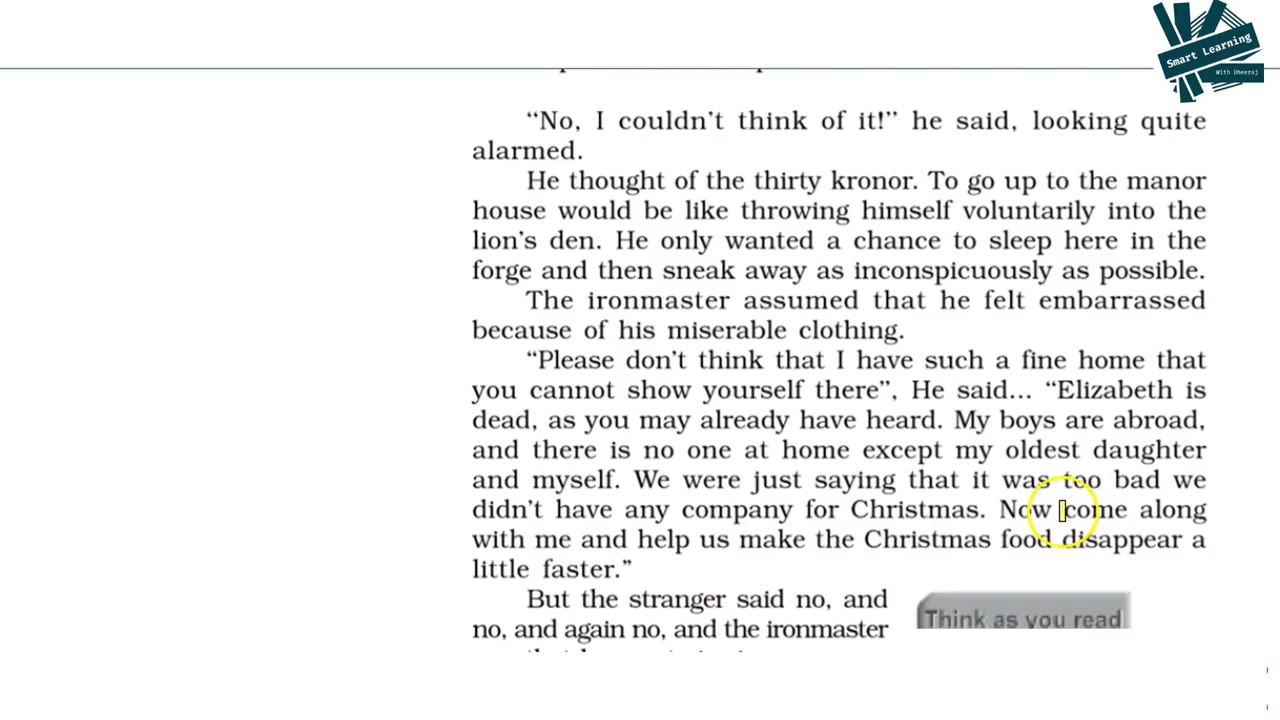 Smart Learning
With Dheeraj
“No, I couldn’t think of it!” he said, looking quite
alarmed.
He thought of the thirty kronor. To go up to the manor
house would be like throwing himself voluntarily into the
lion’s den. He only wanted a chance to sleep here in the
forge and then sneak away as inconspicuously as possible.
The ironmaster assumed that he felt embarrassed
because of his miserable clothing.
“Please don’t think that I have such a fine home that
you cannot show yourself there”, He said... “Elizabeth is
dead, as you may already have heard. My boys are abroad,
and there is no one at home except my oldest daughter
and myself. We were just saying that it was too bad we
didn’t have any company for Christmas. Now come along
with me and help us make the Christmas food disappear a
little faster.”
But the stranger said no, and
no, and again no, and the ironmaster
Think as you read